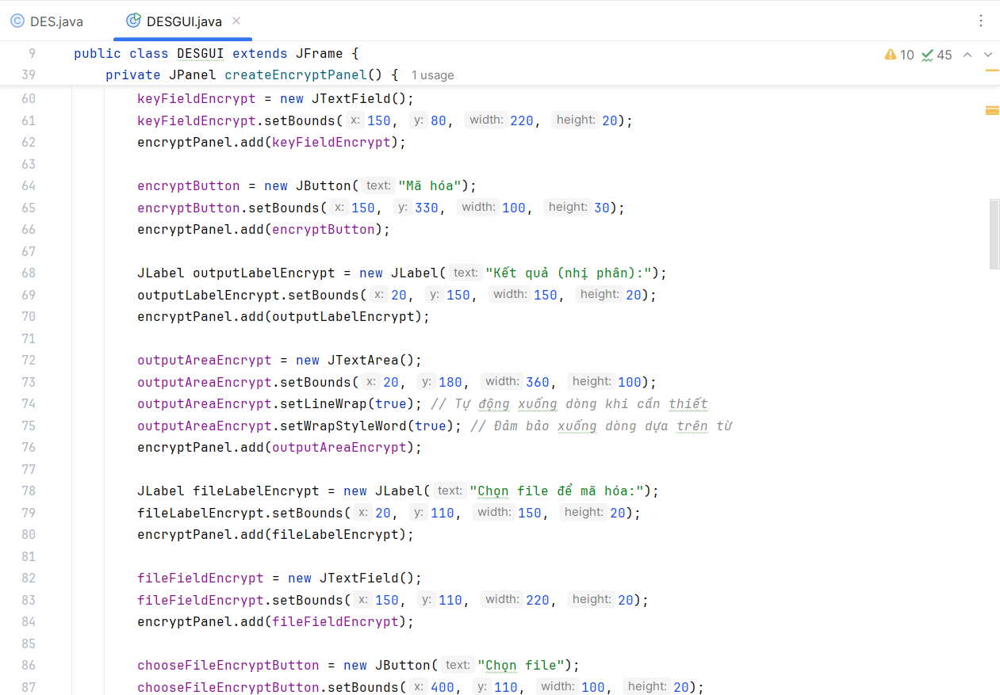 DES.java DESGUI.java
10 45
9 public class DESGUI extends JFrame {
39 private JPanel createEncryptPanel() { 1 usage
60 keyFieldEncrypt = new JTextField();
61 keyFieldEncrypt.setBounds( x: 150, y: 80, width: 220, height: 20);
62 encryptPanel.add(keyFieldEncrypt);
63
64 encryptButton = new JButton( text: "Mã hóa");
65 encryptButton.setBounds( x: 150, y: 330, width: 100, height: 30);
66 encryptPanel.add(encryptButton);
67
68 JLabel outputLabelEncrypt = new JLabel( text: "Kết quả (nhị phân):");
69 outputLabelEncrypt.setBounds( x: 20, y: 150, width: 150, height: 20);
70 encryptPanel.add(outputLabelEncrypt);
71
72 outputAreaEncrypt = new JTextArea();
73 outputAreaEncrypt.setBounds( x: 20, y: 180, width: 360, height: 100);
74 outputAreaEncrypt.setLineWrap(true); // Tự động xuống dòng khi cần thiết
75 outputAreaEncrypt.setWrapStyleWord(true); // Đảm bảo xuống dòng dựa trên từ
76 encryptPanel.add(outputAreaEncrypt);
77
78 JLabel fileLabelEncrypt = new JLabel( text: "Chọn file để mã hóa:");
79 fileLabelEncrypt.setBounds( x: 20, y: 110, width: 150, height: 20);
80 encryptPanel.add(fileLabelEncrypt);
81
82 fileFieldEncrypt = new JTextField();
83 fileFieldEncrypt.setBounds( x: 150, y: 110, width: 220, height: 20);
84 encryptPanel.add(fileFieldEncrypt);
85
86 chooseFileEncryptButton = new JButton( text: "Chọn file");
87 chooseFileEncryptButton.setBounds( x: 400, y: 110, width: 100, height: 20);